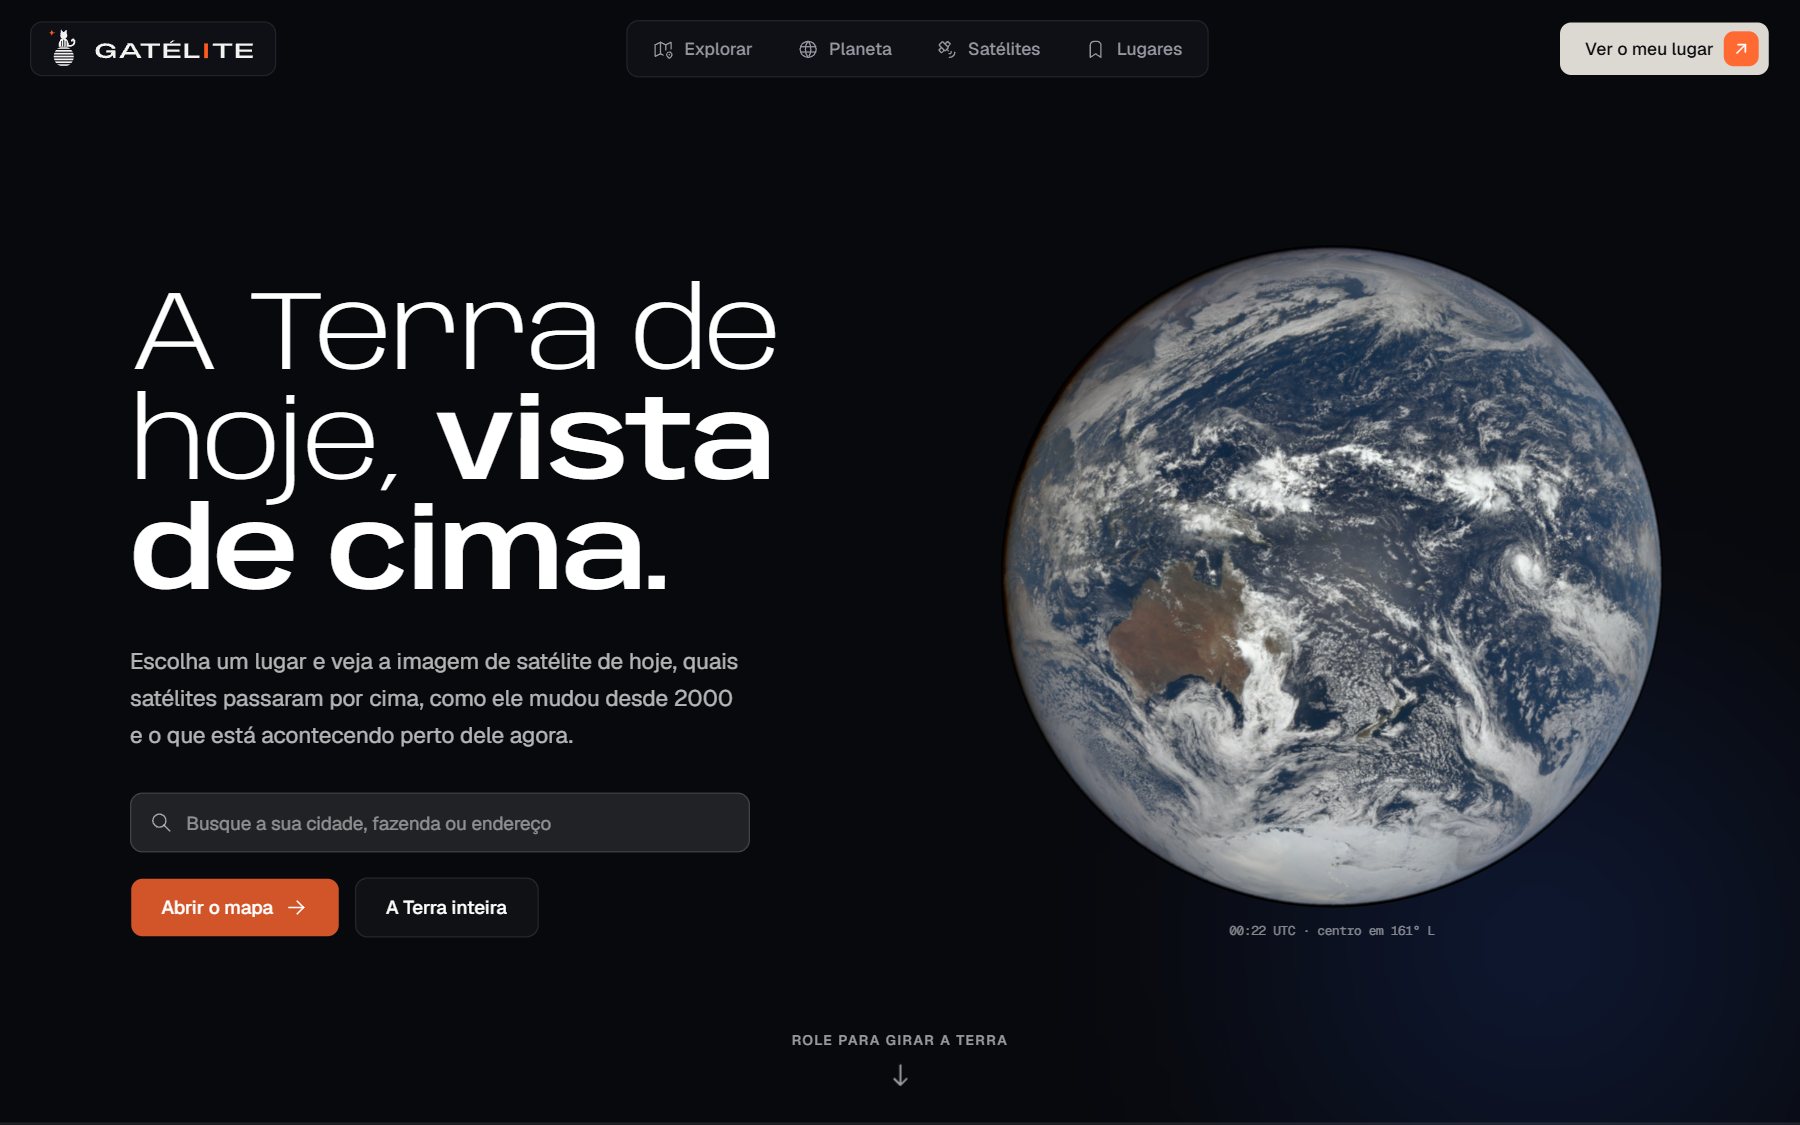 GATÉLITE
Explorar
Planeta
Satélites
Lugares
Ver o meu lugar
A Terra de
hoje, vista
de cima.
Escolha um lugar e veja a imagem de satélite de hoje, quais
satélites passaram por cima, como ele mudou desde 2000
e o que está acontecendo perto dele agora.
Busque a sua cidade, fazenda ou endereço
Abrir o mapa
A Terra inteira
00:22 UTC · centro em 161° L
ROLE PARA GIRAR A TERRA